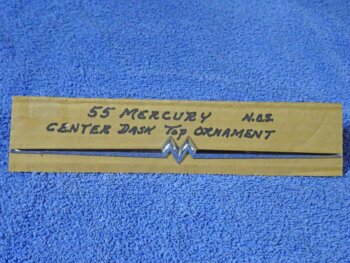 55 MERCURY N.O.S.
CENTER DASH TOP ORNAMENT